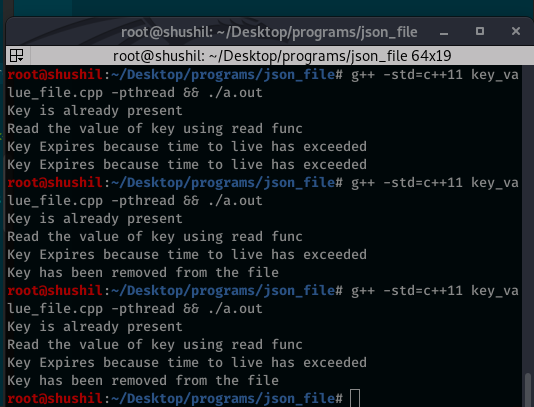 root@shushil: ~/Desktop/programs/json_file
root@shushil: ~/Desktop/programs/json_file 64x19
root@shushil:~/Desktop/programs/json_file# g++ -std=c++11 key_va
lue_file.cpp -pthread && ./a.out
Key is already present
Read the value of key using read func
Key Expires because time to live has exceeded
Key Expires because time to live has exceeded
root@shushil:~/Desktop/programs/json_file# g++ -std=c++11 key_va
lue_file.cpp -pthread && ./a.out
Key is already present
Read the value of key using read func
Key Expires because time to live has exceeded
Key has been removed from the file
root@shushil:~/Desktop/programs/json_file# g++ -std=c++11 key_va
lue_file.cpp -pthread && ./a.out
Key is already present
Read the value of key using read func
Key Expires because time to live has exceeded
Key has been removed from the file
root@shushil:~/Desktop/programs/json_file#